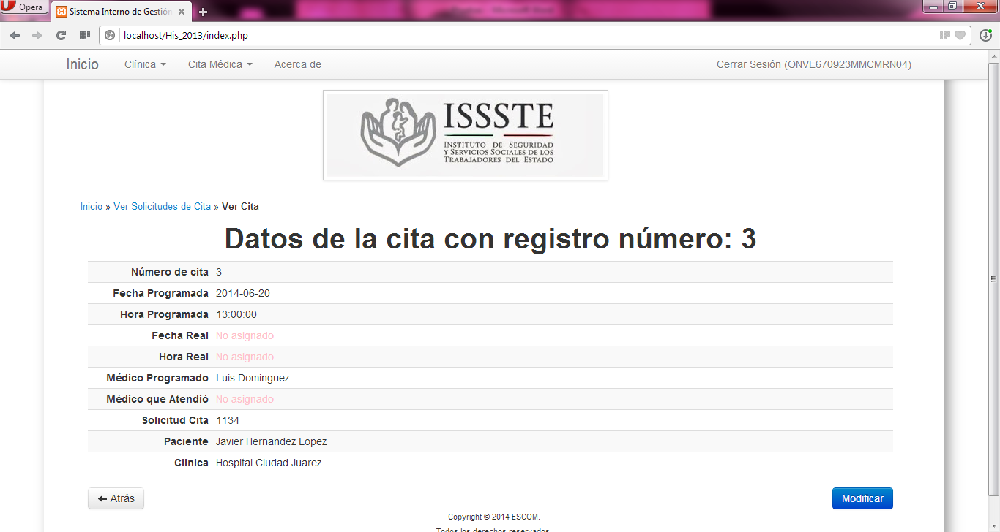 Opera
Sistema Interno de Gestión
localhost/His_2013/index.php
Inicio Clínica Cita Médica Acerca de Cerrar Sesión (ONVE670923MMCMRN04)
ISSSTE
INSTITUTO DE SEGURIDAD
Y SERVICIOS SOCIALES DE LOS
TRABAJADORES DEL ESTADO
Inicio » Ver Solicitudes de Cita » Ver Cita
Datos de la cita con registro número: 3
Número de cita 3
Fecha Programada 2014-06-20
Hora Programada 13:00:00
Fecha Real No asignado
Hora Real No asignado
Médico Programado Luis Dominguez
Médico que Atendió No asignado
Solicitud Cita 1134
Paciente Javier Hernandez Lopez
Clinica Hospital Ciudad Juarez
Atrás Modificar
Copyright © 2014 ESCOM.
Todos los derechos reservados